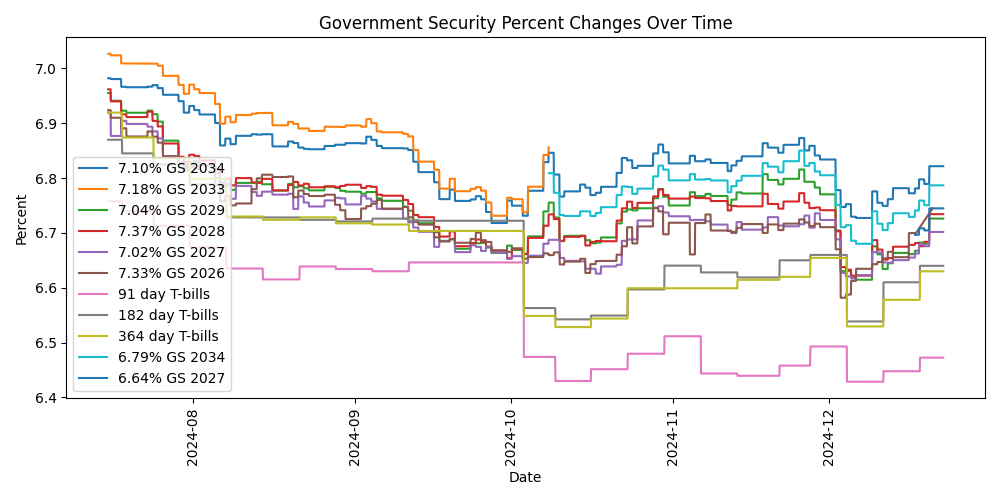 Government Security Percent Changes Over Time
7.0
6.9
6.8
6.7
6.6
6.5
6.4
Percent
7.10% GS 2034
7.18% GS 2033
7.04% GS 2029
7.37% GS 2028
7.02% GS 2027
7.33% GS 2026
91 day T-bills
182 day T-bills
364 day T-bills
6.79% GS 2034
6.64% GS 2027
2024-08
2024-09
2024-10
2024-11
2024-12
Date